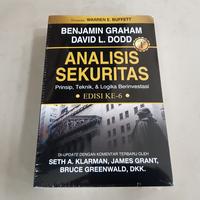 WARREN E. BUFFETT
BENJAMIN GRAHAM
DAVID L. DODD
ANALISIS
SEKURITAS
Prinsip, Teknik, & Logika Berinvestasi
EDISI KE-6
DI-UPDATE DENGAN KOMENTAR TERBARU OLEH
SETH A. KLARMAN, JAMES GRANT,
BRUCE GREENWALD, DKK.